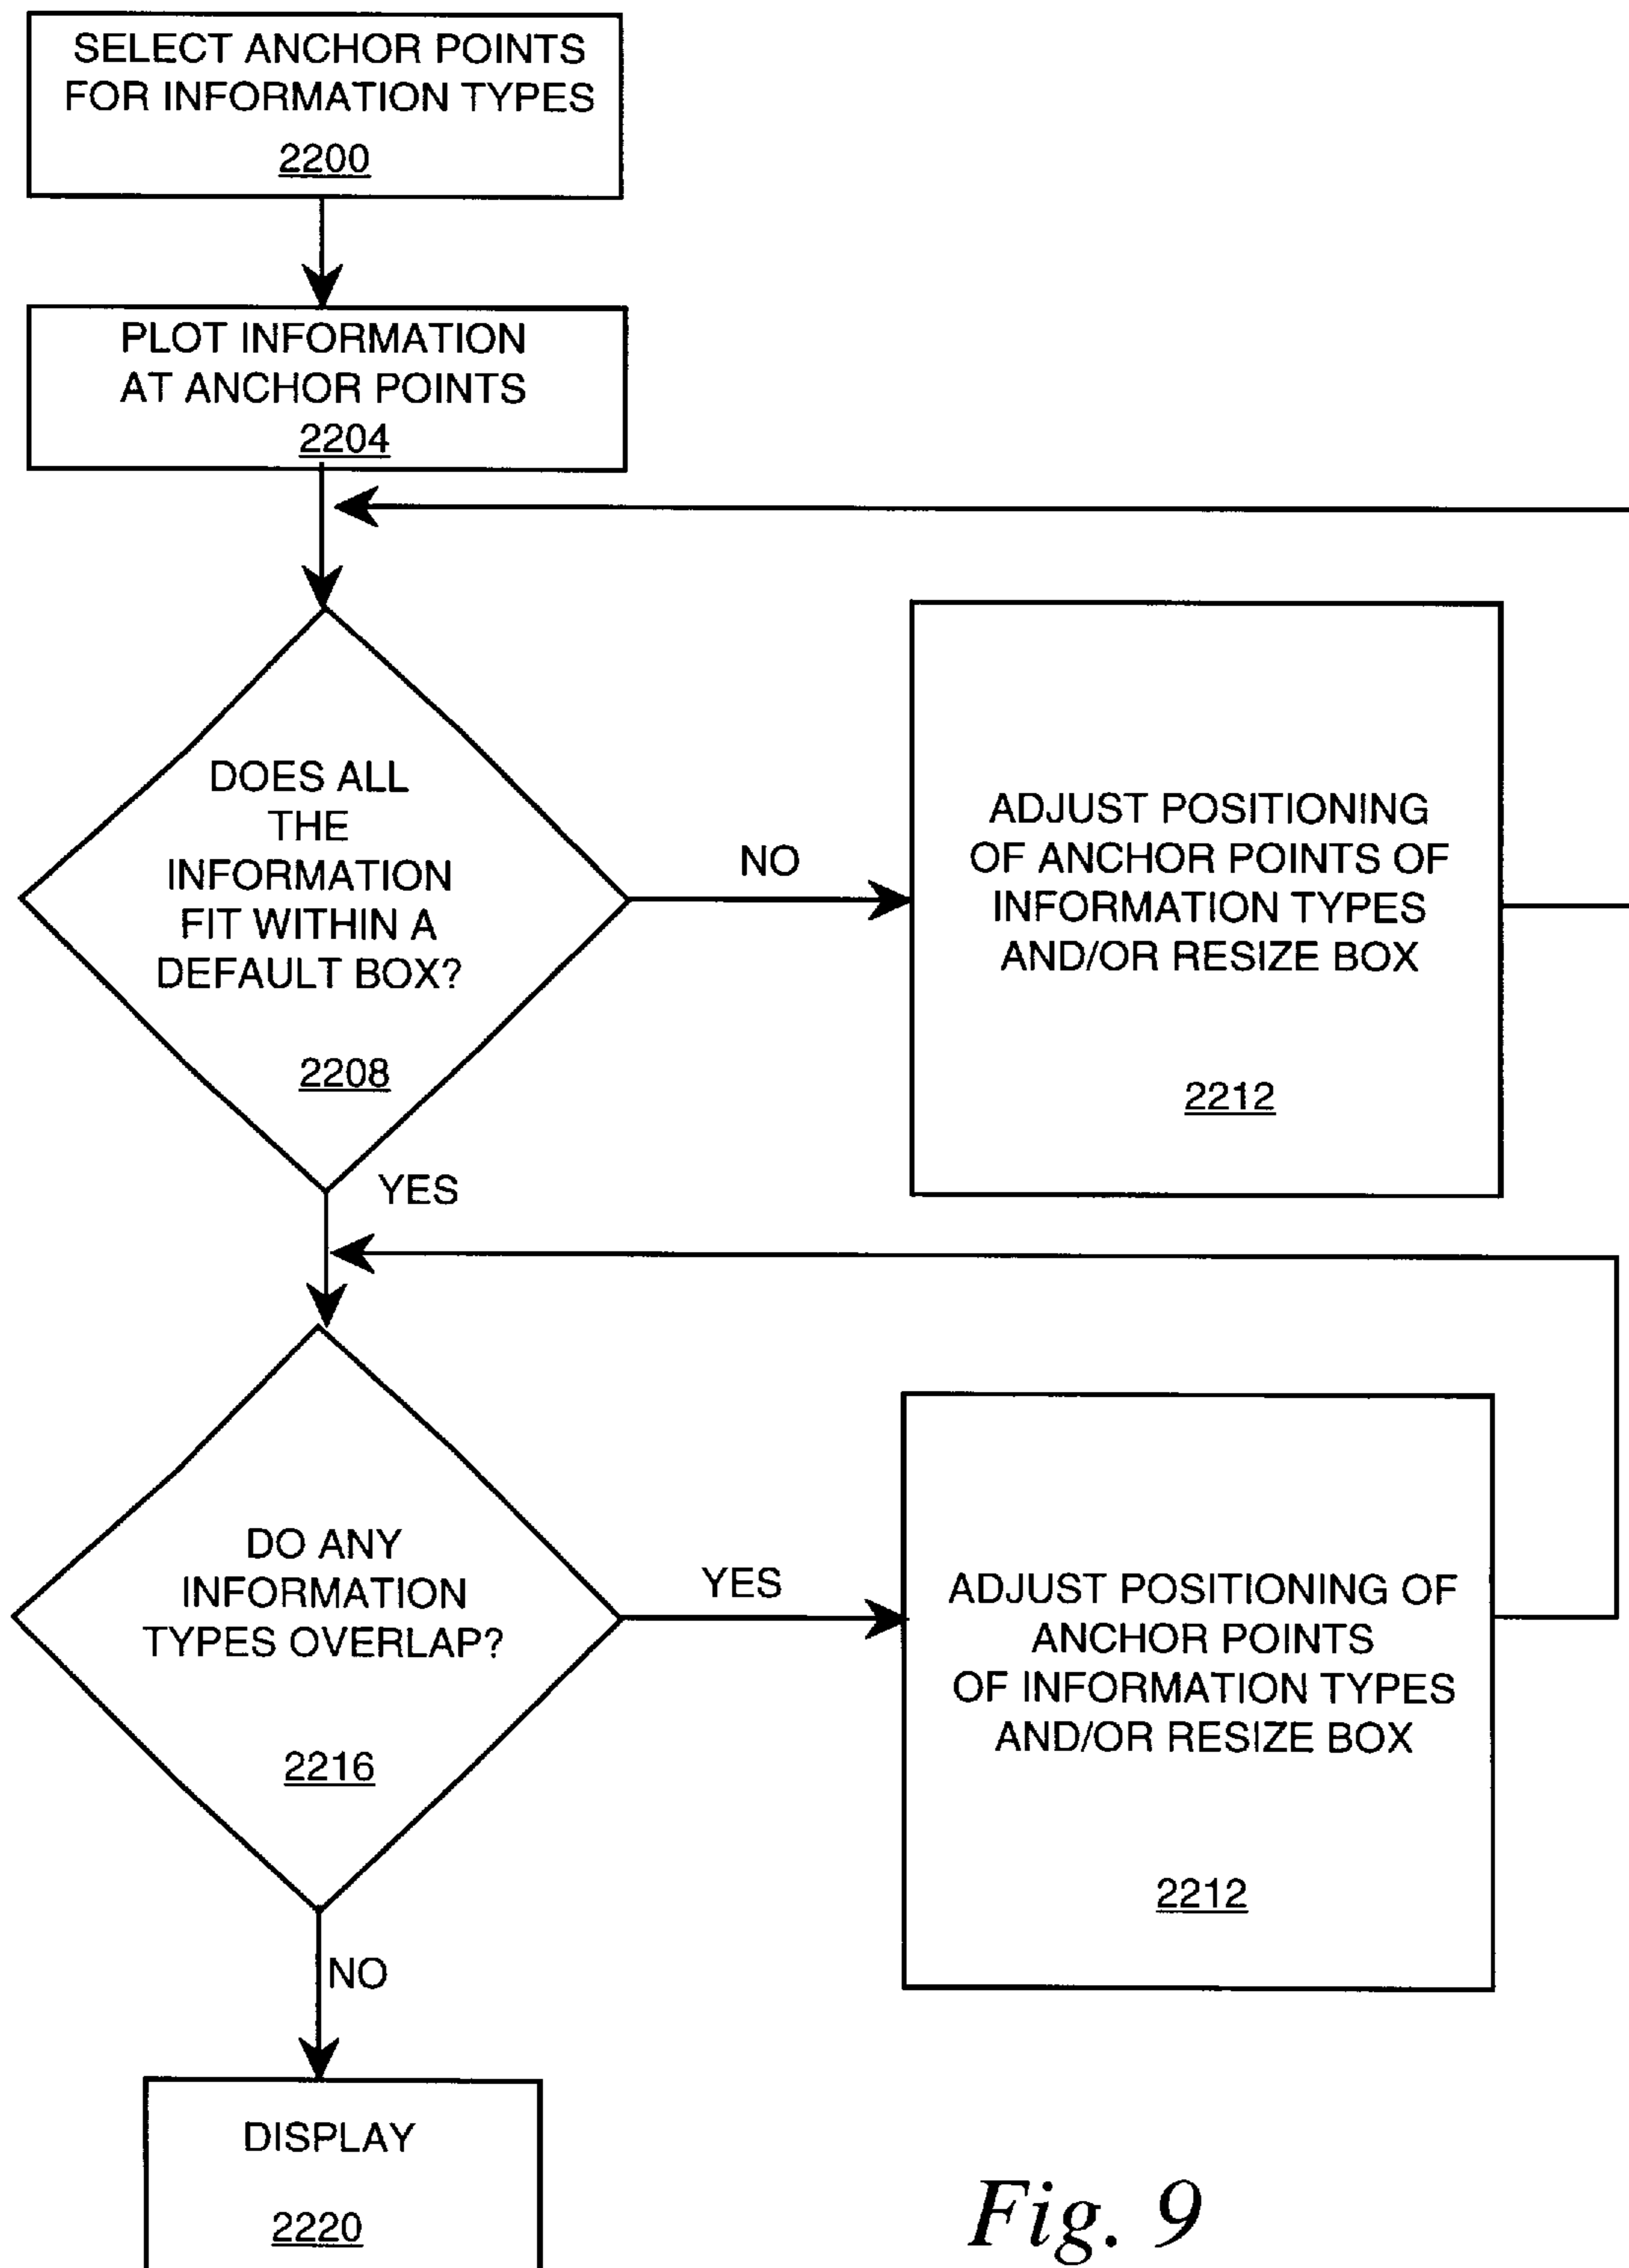 SELECT ANCHOR POINTS
FOR INFORMATION TYPES
2200
PLOT INFORMATION
AT ANCHOR POINTS
2204
DOES ALL
THE
INFORMATION
FIT WITHIN A
DEFAULT BOX?
2208
NO
ADJUST POSITIONING
OF ANCHOR POINTS OF
INFORMATION TYPES
AND/OR RESIZE BOX
2212
YES
DO ANY
INFORMATION
TYPES OVERLAP?
2216
YES
ADJUST POSITIONING OF
ANCHOR POINTS
OF INFORMATION TYPES
AND/OR RESIZE BOX
2212
NO
DISPLAY
2220
Fig. 9